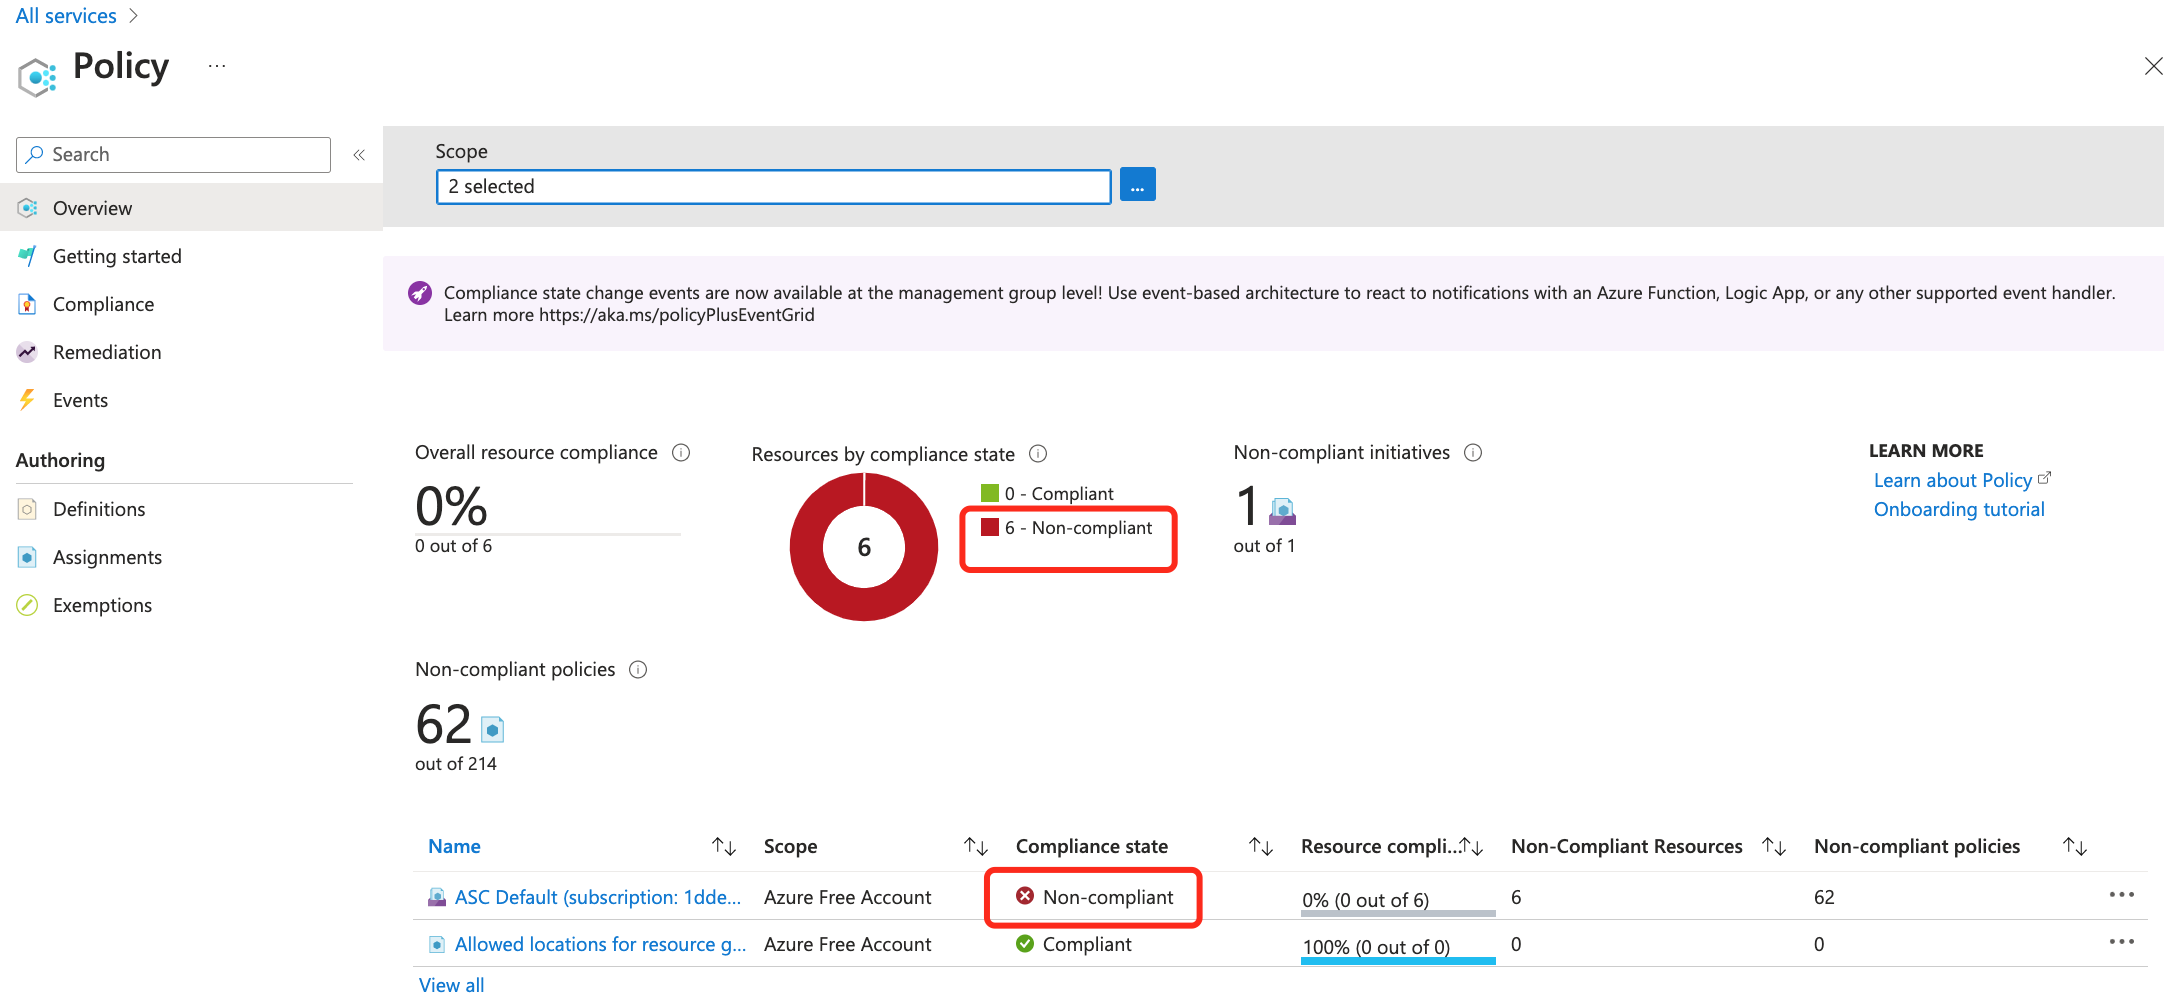 All services
Policy
Search
Overview
Getting started
Compliance
Remediation
Events
Authoring
Definitions
Assignments
Exemptions
Scope
2 selected
...
Compliance state change events are now available at the management group level! Use event-based architecture to react to notifications with an Azure Function, Logic App, or any other supported event handler.
Learn more https://aka.ms/policyPlusEventGrid
Overall resource compliance
0%
0 out of 6
Resources by compliance state
6
0 - Compliant
6 - Non-compliant
Non-compliant initiatives
1
out of 1
LEARN MORE
Learn about Policy
Onboarding tutorial
Non-compliant policies
62
out of 214
Name Scope Compliance state Resource compli... Non-Compliant Resources Non-compliant policies
ASC Default (subscription: 1dde... Azure Free Account Non-compliant 0% (0 out of 6) 6 62
Allowed locations for resource g... Azure Free Account Compliant 100% (0 out of 0) 0 0
View all